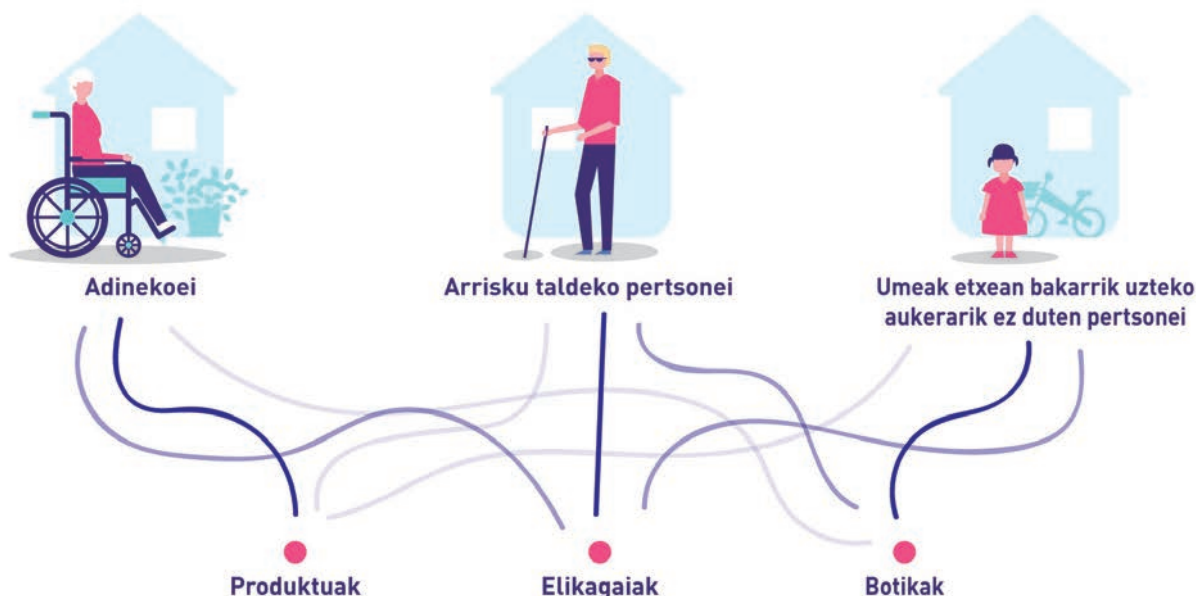 Adinekoei
Arrisku taldeko pertsonei
Umeak etxean bakarrik uzteko
aukerarik ez duten pertsonei
Produktuak
Elikagaiak
Botikak